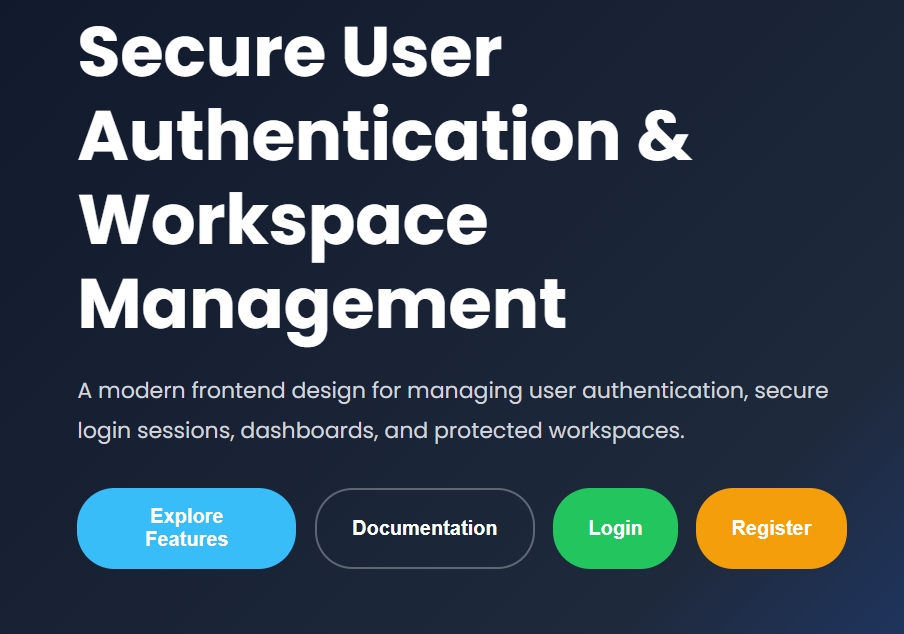 Secure User
Authentication &
Workspace
Management
A modern frontend design for managing user authentication, secure
login sessions, dashboards, and protected workspaces.
Explore
Features
Documentation
Login
Register